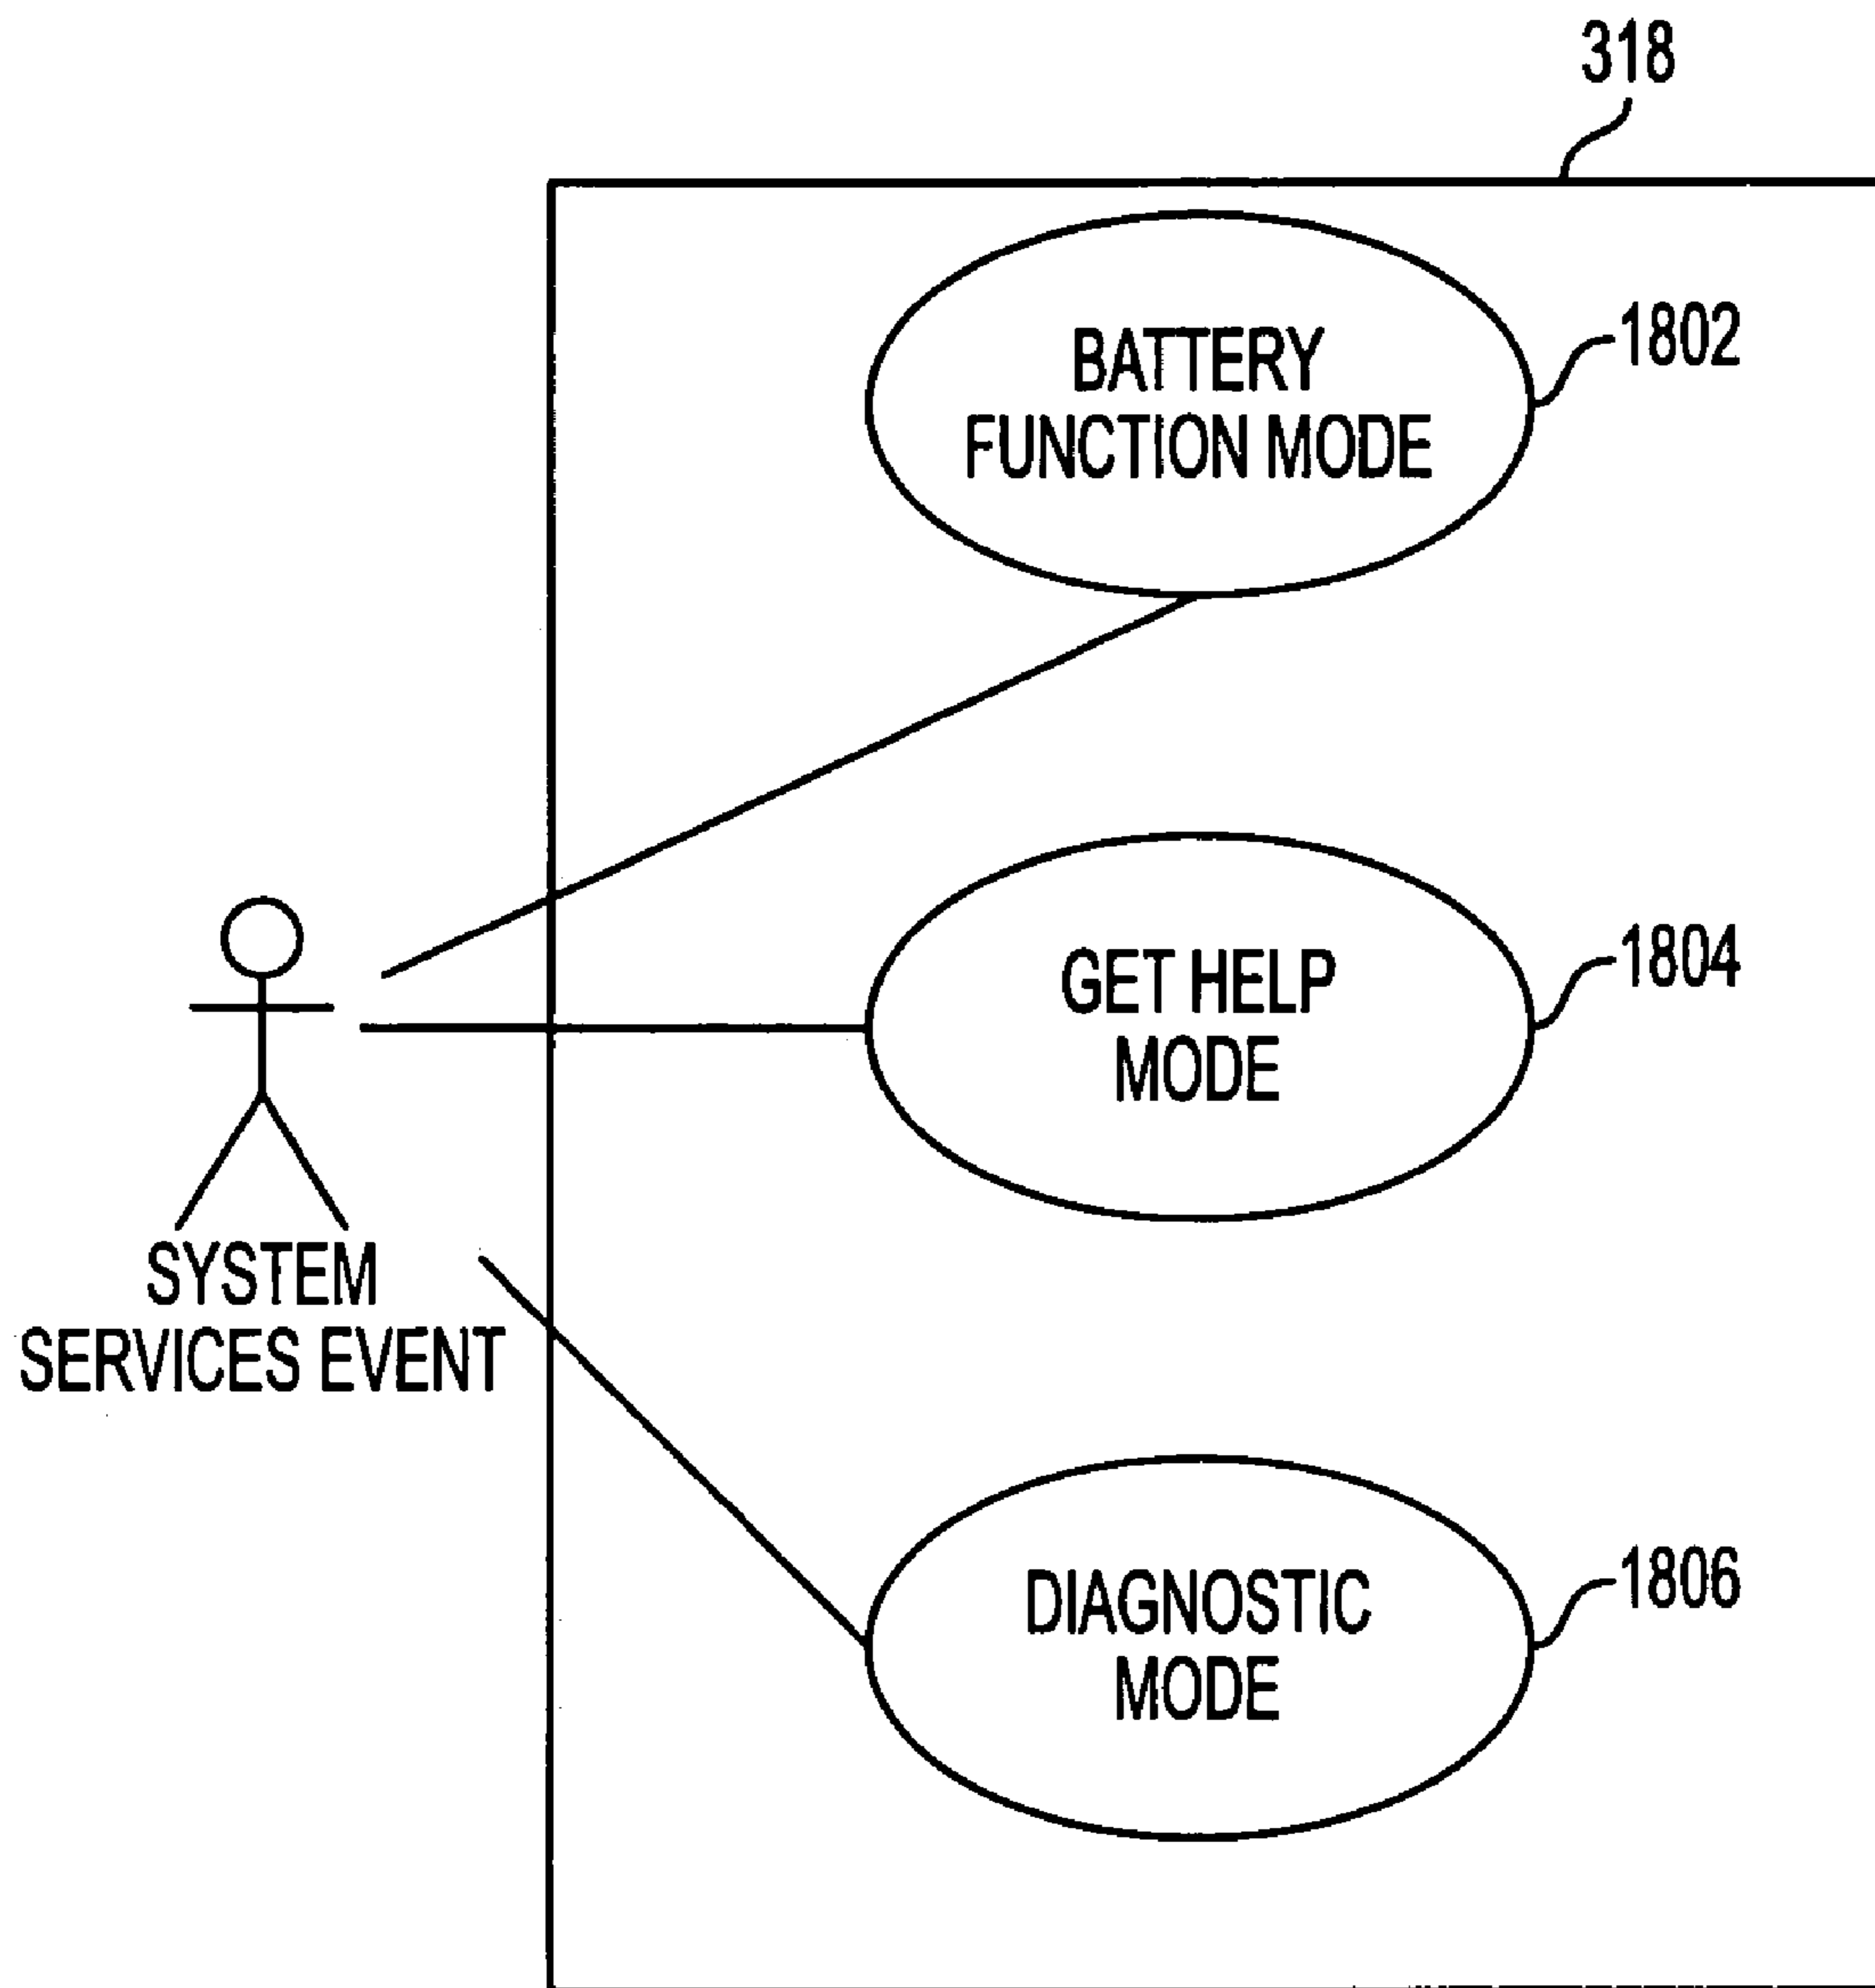 318
BATTERY
FUNCTION MODE
1802
GET HELP
MODE
1804
SYSTEM
SERVICES EVENT
DIAGNOSTIC
MODE
1806